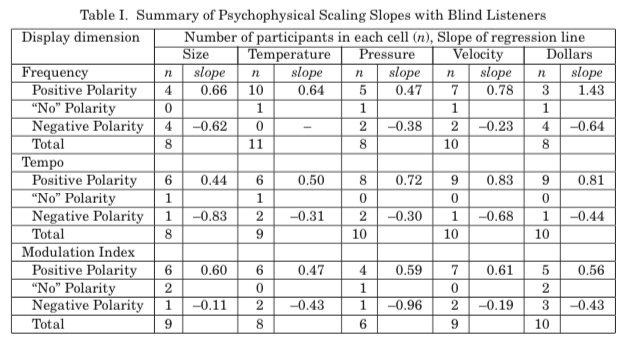 Table I. Summary of Psychophysical Scaling Slopes with Blind Listeners
Display dimension Number of participants in each cell (n), Slope of regression line
Size Temperature Pressure Velocity Dollars
Frequency n slope n slope n slope n slope n slope
Positive Polarity 4 0.66 10 0.64 5 0.47 7 0.78 3 1.43
“No” Polarity 0 1 1 1 1
Negative Polarity 4 –0.62 0 – 2 –0.38 2 –0.23 4 –0.64
Total 8 11 8 10 8
Tempo
Positive Polarity 6 0.44 6 0.50 8 0.72 9 0.83 9 0.81
“No” Polarity 1 1 0 0 0
Negative Polarity 1 –0.83 2 –0.31 2 –0.30 1 –0.68 1 –0.44
Total 8 9 10 10 10
Modulation Index
Positive Polarity 6 0.60 6 0.47 4 0.59 7 0.61 5 0.56
“No” Polarity 2 0 1 0 2
Negative Polarity 1 –0.11 2 –0.43 1 –0.96 2 –0.19 3 –0.43
Total 9 8 6 9 10